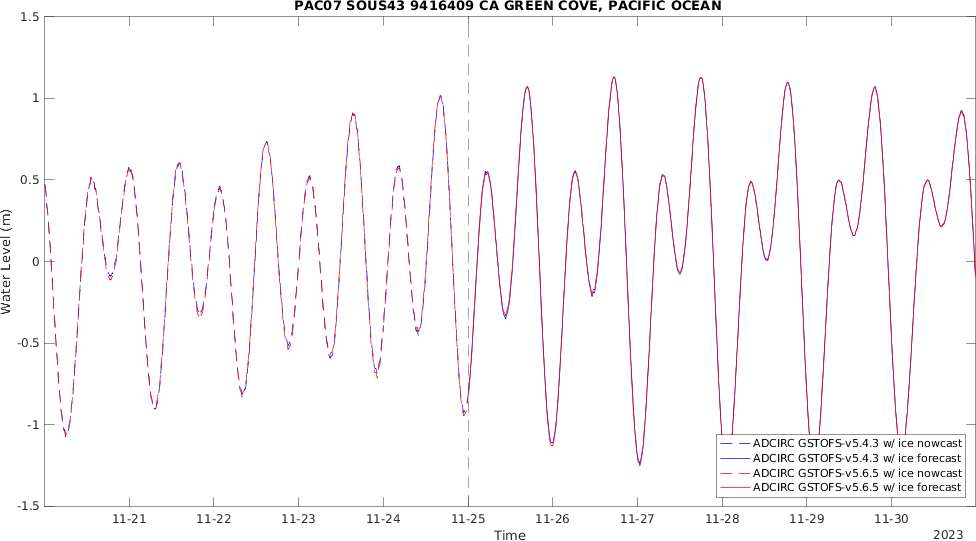 PAC07 SOUS43 9416409 CA GREEN COVE, PACIFIC OCEAN
1.5
1
0.5
0
-0.5
-1
-1.5
Water Level (m)
11-21 11-22 11-23 11-24 11-25 11-26 11-27 11-28 11-29 11-30
Time
2023
ADCIRC GSTOFS-v5.4.3 w/ ice nowcast
ADCIRC GSTOFS-v5.4.3 w/ ice forecast
ADCIRC GSTOFS-v5.6.5 w/ ice nowcast
ADCIRC GSTOFS-v5.6.5 w/ ice forecast